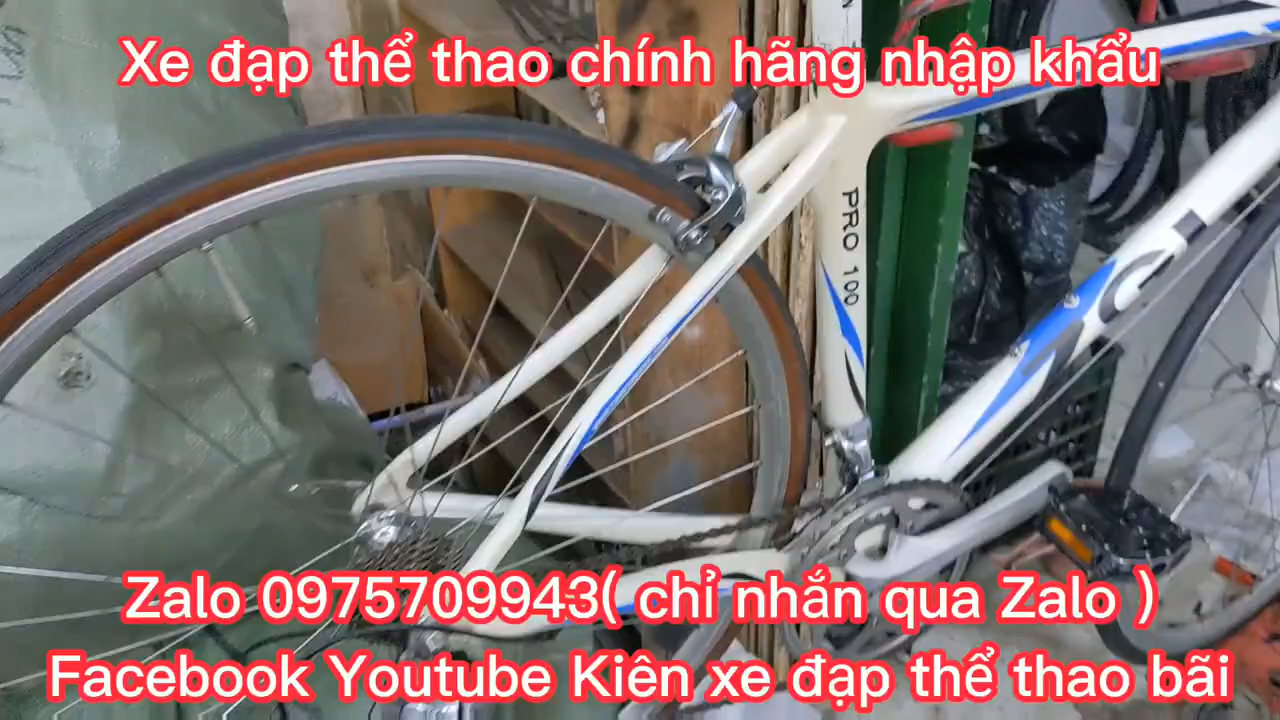 Xe đạp thể thao chính hãng nhập khẩu
PRO 100
Zalo 0975709943( chỉ nhắn qua Zalo )
Facebook Youtube Kiên xe đạp thể thao bãi